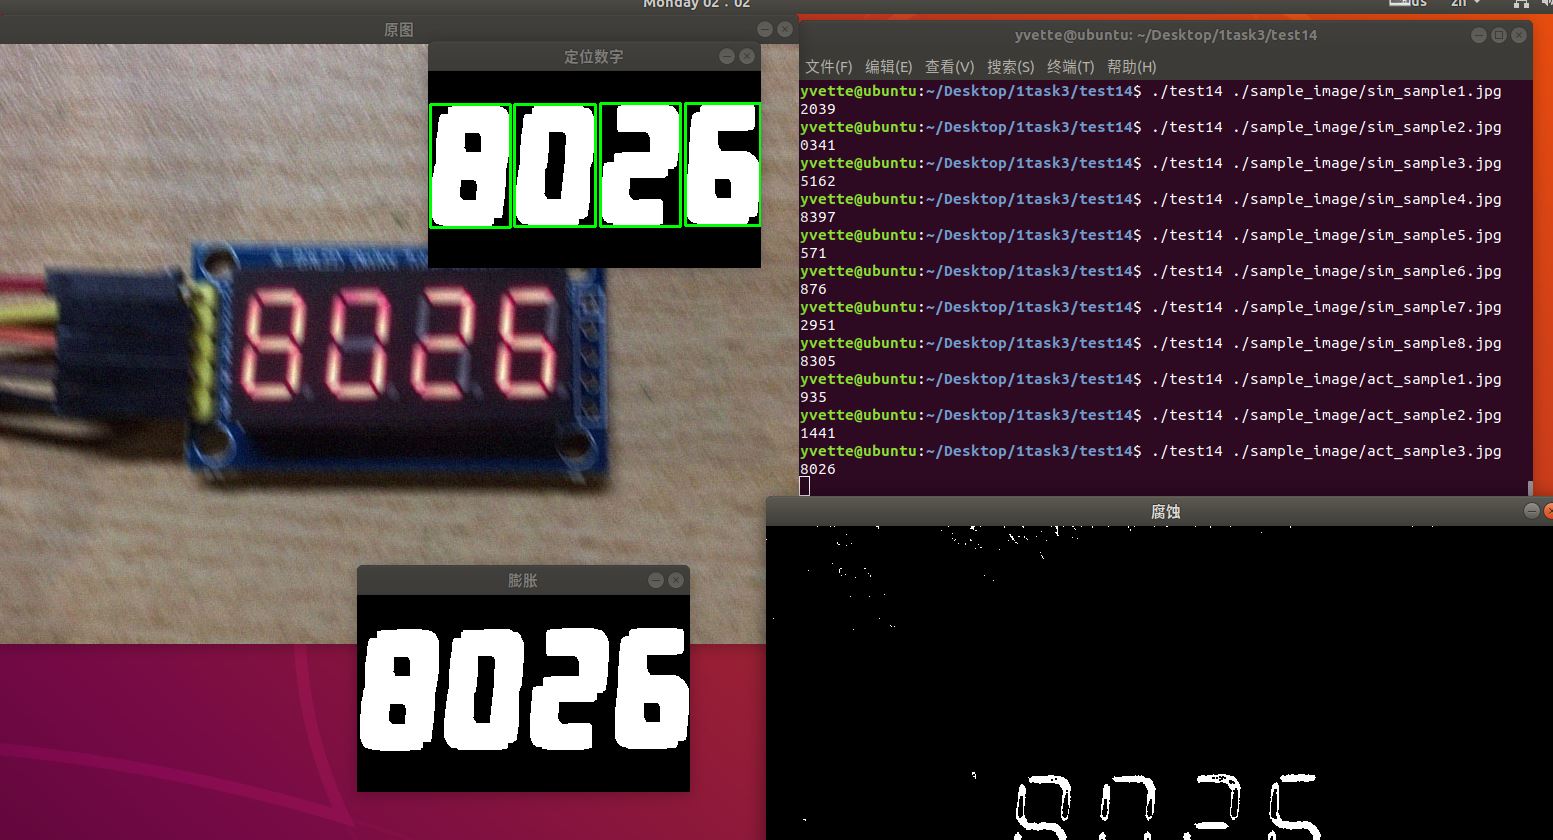 Monday 02 : 02
zh
原图
定位数字
8026
8026
膨胀
8026
yvette@ubuntu: ~/Desktop/1task3/test14
文件(F) 编辑(E) 查看(V) 搜索(S) 终端(T) 帮助(H)
yvette@ubuntu:~/Desktop/1task3/test14$ ./test14 ./sample_image/sim_sample1.jpg
2039
yvette@ubuntu:~/Desktop/1task3/test14$ ./test14 ./sample_image/sim_sample2.jpg
0341
yvette@ubuntu:~/Desktop/1task3/test14$ ./test14 ./sample_image/sim_sample3.jpg
5162
yvette@ubuntu:~/Desktop/1task3/test14$ ./test14 ./sample_image/sim_sample4.jpg
8397
yvette@ubuntu:~/Desktop/1task3/test14$ ./test14 ./sample_image/sim_sample5.jpg
571
yvette@ubuntu:~/Desktop/1task3/test14$ ./test14 ./sample_image/sim_sample6.jpg
876
yvette@ubuntu:~/Desktop/1task3/test14$ ./test14 ./sample_image/sim_sample7.jpg
2951
yvette@ubuntu:~/Desktop/1task3/test14$ ./test14 ./sample_image/sim_sample8.jpg
8305
yvette@ubuntu:~/Desktop/1task3/test14$ ./test14 ./sample_image/act_sample1.jpg
935
yvette@ubuntu:~/Desktop/1task3/test14$ ./test14 ./sample_image/act_sample2.jpg
1441
yvette@ubuntu:~/Desktop/1task3/test14$ ./test14 ./sample_image/act_sample3.jpg
8026
腐蚀